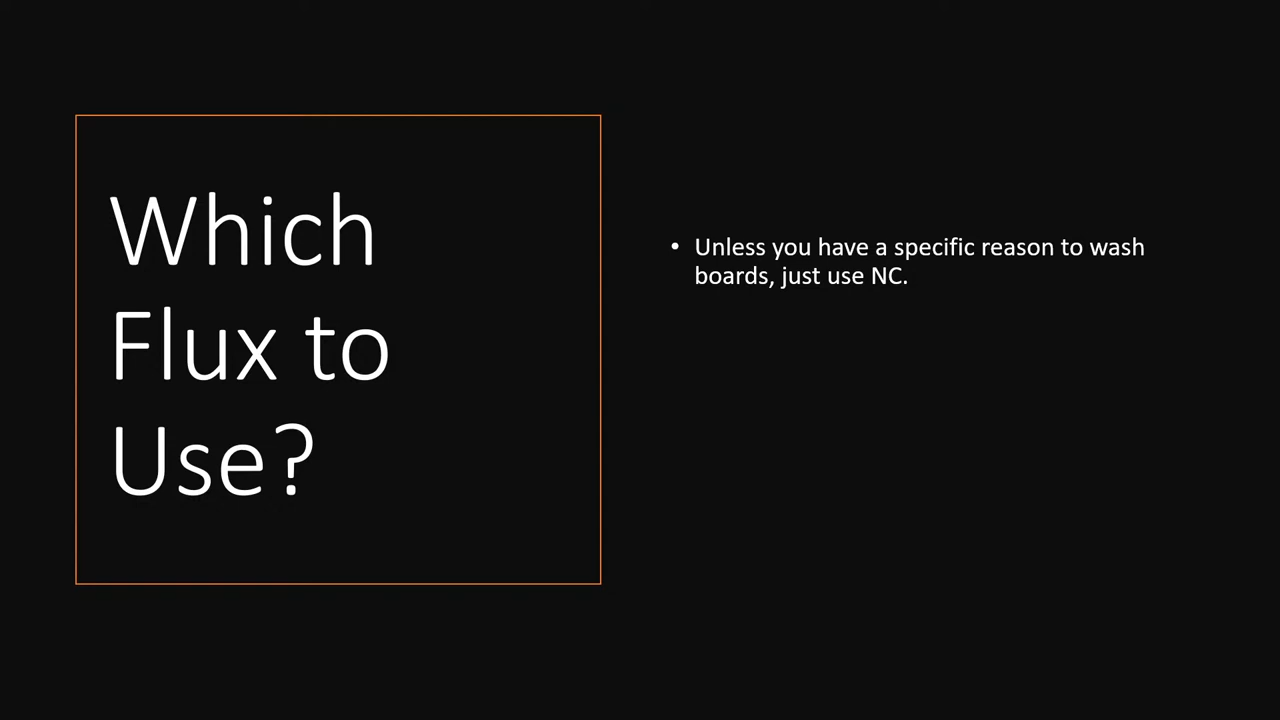 Which
Flux to
Use?
• Unless you have a specific reason to wash
boards, just use NC.